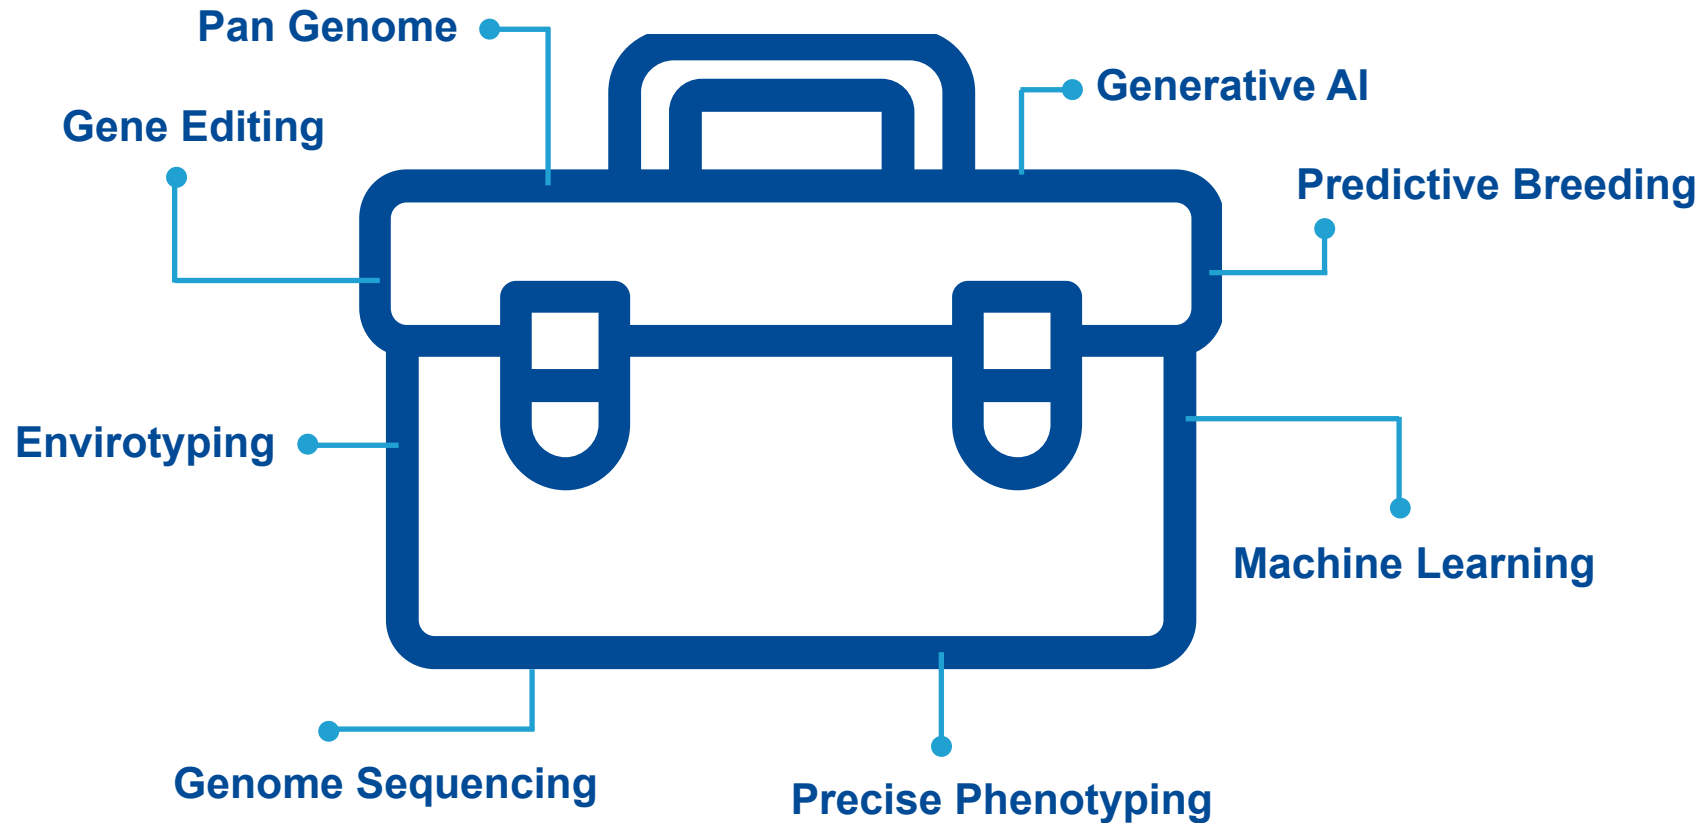 Pan Genome
Generative AI
Gene Editing
Predictive Breeding
Envirotyping
Machine Learning
Genome Sequencing
Precise Phenotyping